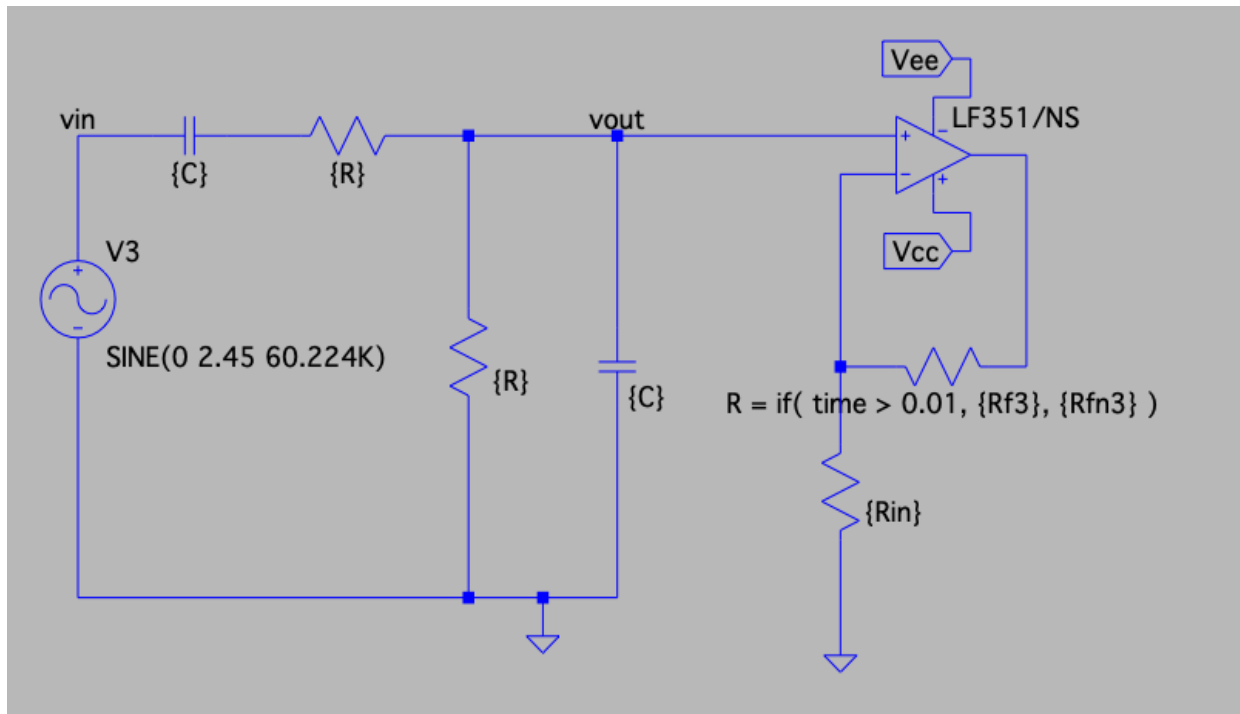 Vee
LF351/NS
vin
vout
{C}
{R}
V3
Vcc
SINE(0 2.45 60.224K)
{R}
{C}
R = if( time > 0.01, {Rf3}, {Rfn3} )
{Rin}